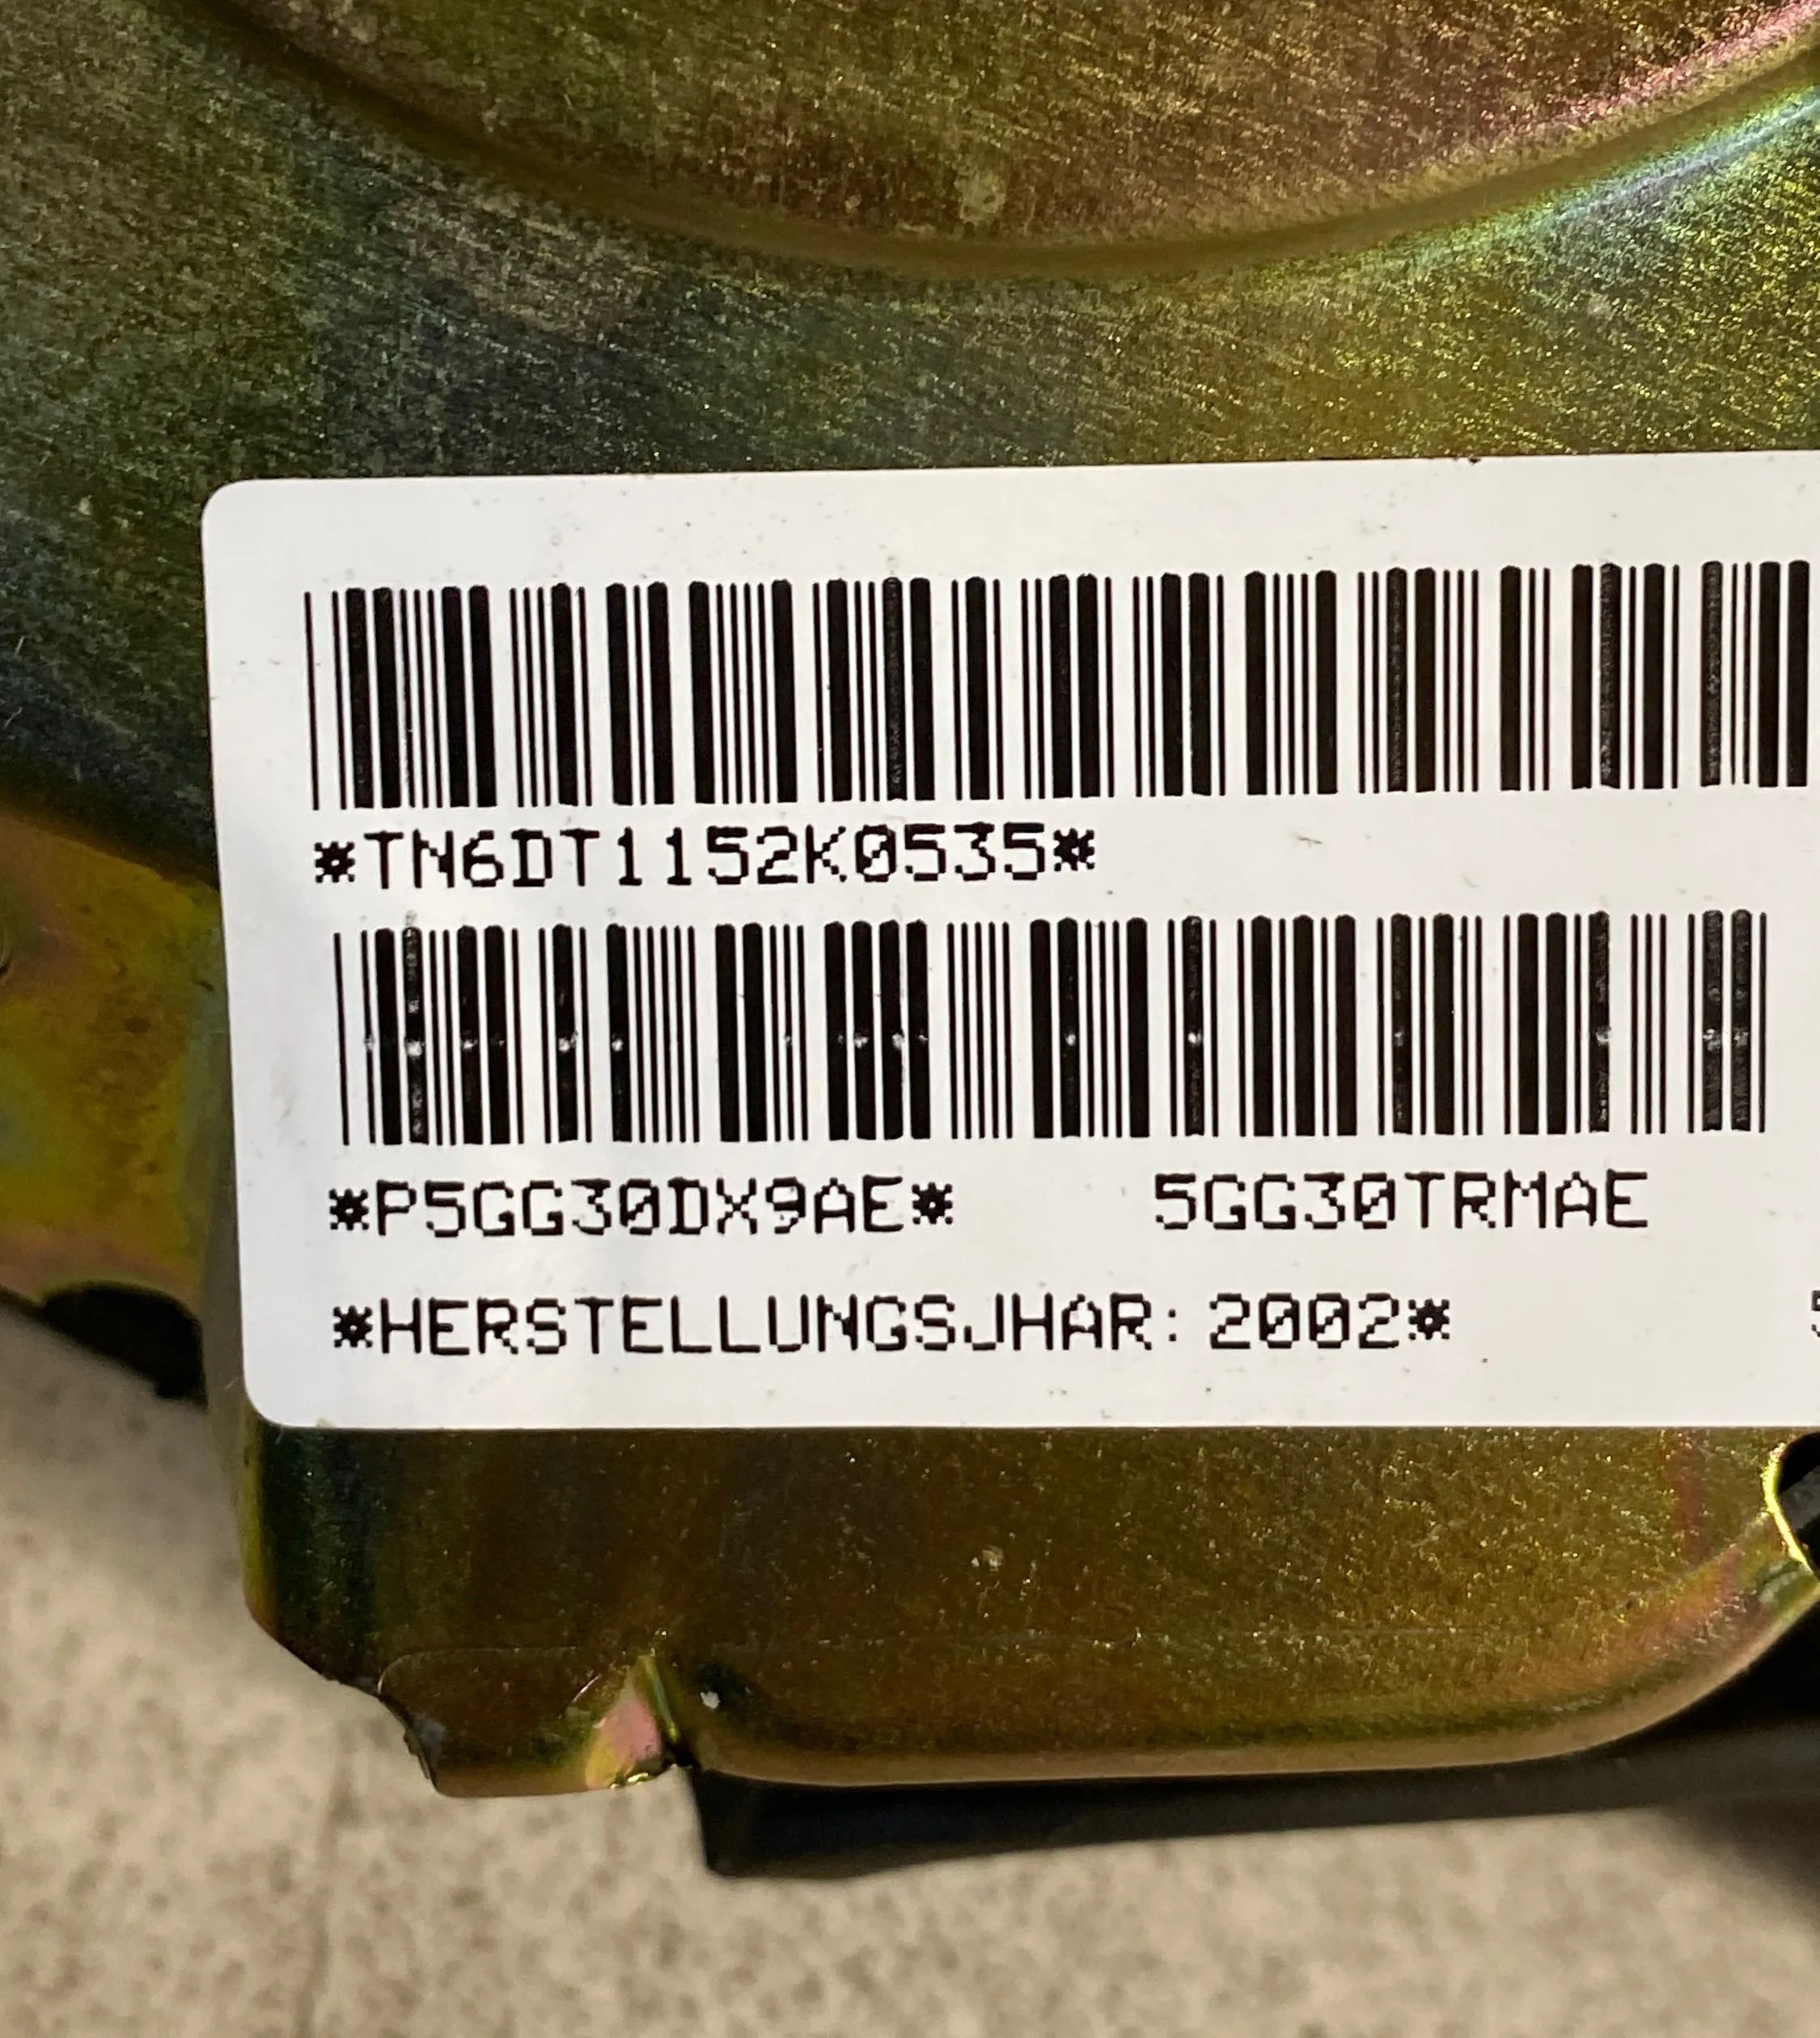 *TN6DT1152K0535*
*P5GG30DX9AE* 5GG30TRMAE
*HERSTELLUNGSJHAR: 2002*